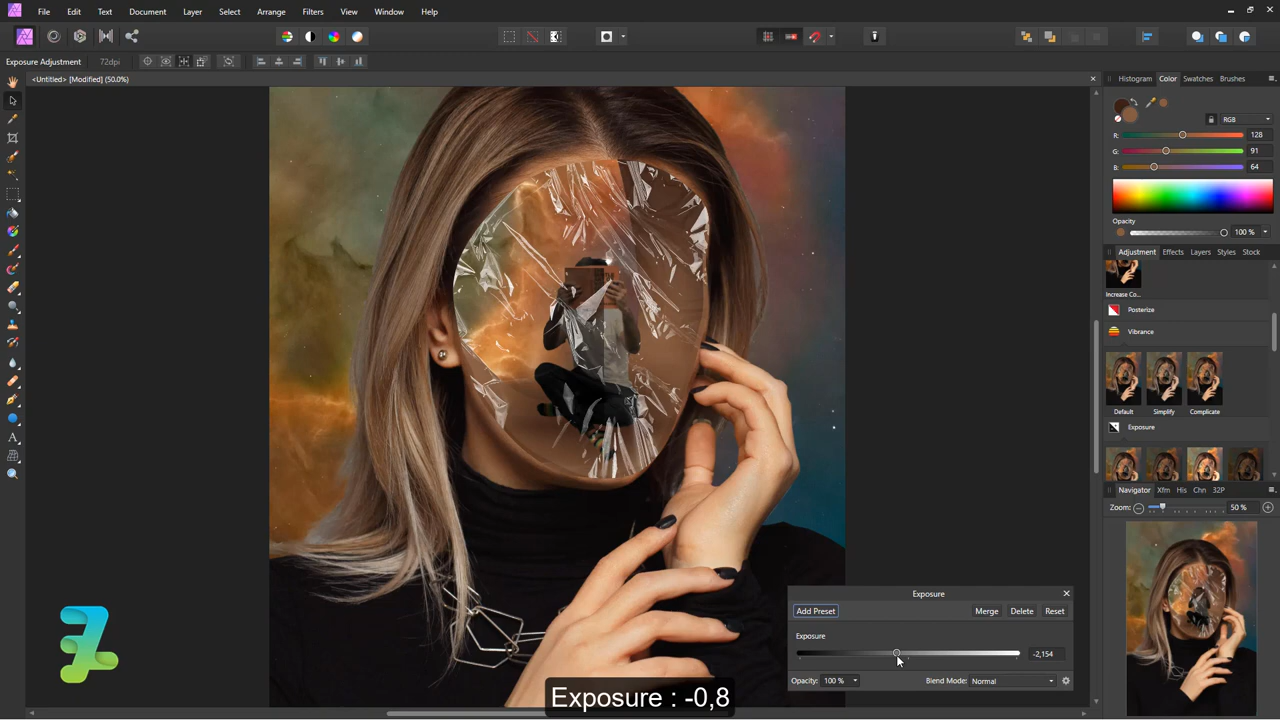 File Edit Text Document Layer Select Arrange Filters View Window Help
Exposure Adjustment 72dpi
<Untitled> [Modified] (50.0%)
Histogram Color Swatches Brushes
RGB
R: 128
G: 91
B: 64
Opacity
100 %
Adjustment Effects Layers Styles Stock
Increase Co...
Posterize
Vibrance
Default Simplify Complicate
Exposure
Navigator Xfm His Chn 32P
Zoom: 50 %
Exposure
Add Preset Merge Delete Reset
Exposure
-2,154
Opacity: 100 % Blend Mode: Normal
Exposure : -0,8